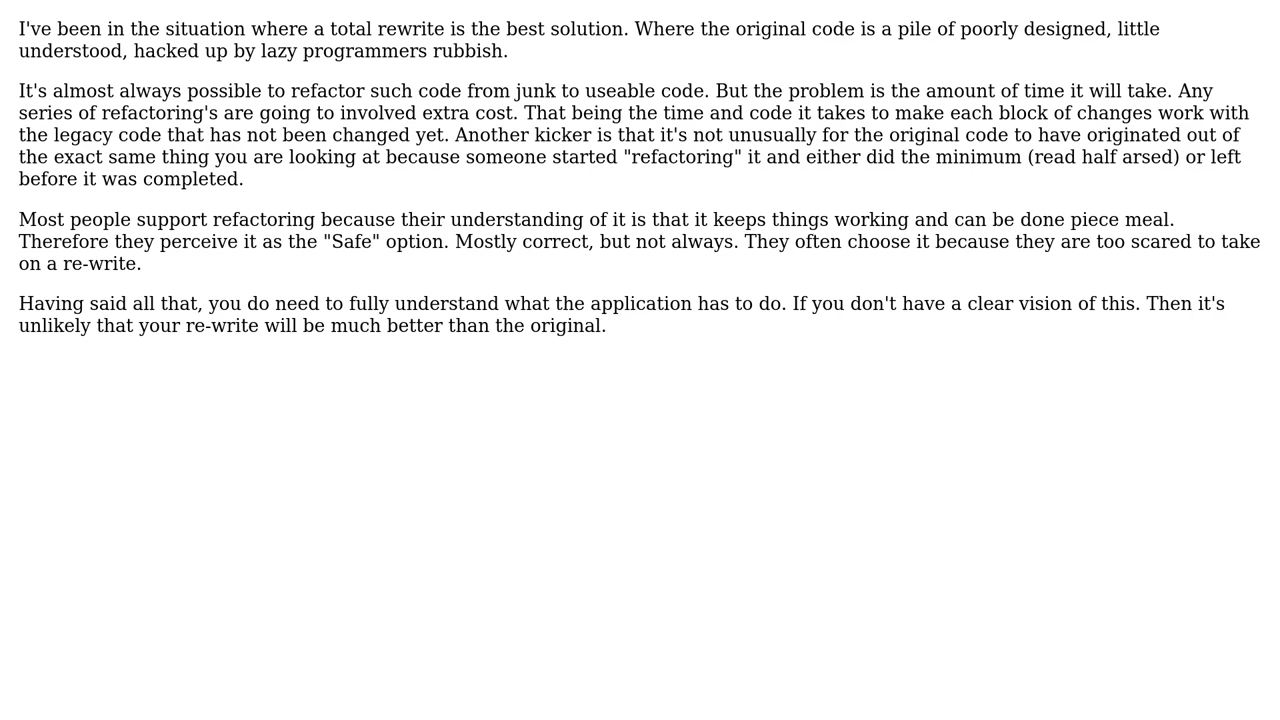 I've been in the situation where a total rewrite is the best solution. Where the original code is a pile of poorly designed, little
understood, hacked up by lazy programmers rubbish.
It's almost always possible to refactor such code from junk to useable code. But the problem is the amount of time it will take. Any
series of refactoring's are going to involved extra cost. That being the time and code it takes to make each block of changes work with
the legacy code that has not been changed yet. Another kicker is that it's not unusually for the original code to have originated out of
the exact same thing you are looking at because someone started "refactoring" it and either did the minimum (read half arsed) or left
before it was completed.
Most people support refactoring because their understanding of it is that it keeps things working and can be done piece meal.
Therefore they perceive it as the "Safe" option. Mostly correct, but not always. They often choose it because they are too scared to take
on a re-write.
Having said all that, you do need to fully understand what the application has to do. If you don't have a clear vision of this. Then it's
unlikely that your re-write will be much better than the original.